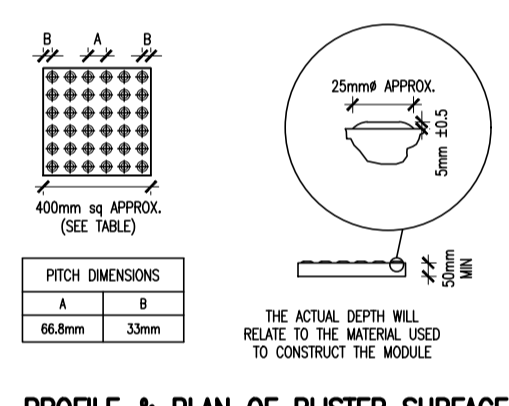 B A B
400mm sq APPROX.
(SEE TABLE)
PITCH DIMENSIONS
A B
66.8mm 33mm
25mmø APPROX.
5mm ±0.5
50mm
MIN
THE ACTUAL DEPTH WILL
RELATE TO THE MATERIAL USED
TO CONSTRUCT THE MODULE
PROFILE & PLAN OF BLISTER SURFACE